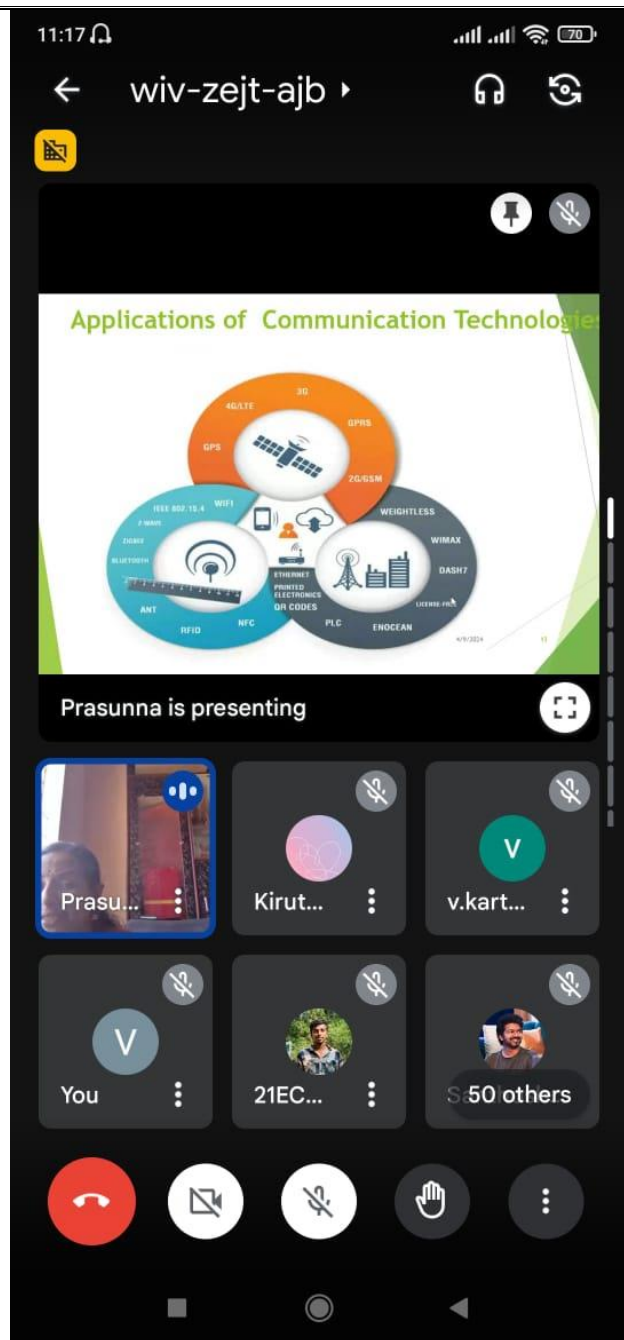 11:17
70
wiv-zejt-ajb
Applications of Communication Technologies
3G
4G/LTE
GPRS
GPS
2G/GSM
IEEE 802.15.4
WIFI
Z-WAVE
ZIGBEE
BLUETOOTH
ANT
RFID
NFC
ETHERNET
PRINTED
ELECTRONICS
QR CODES
WEIGHTLESS
WIMAX
DASH7
LICENSE-FREE
PLC
ENOCEAN
4/9/2024
Prasunna is presenting
Prasu...
Kirut...
V
v.kart...
V
You
21EC...
50 others